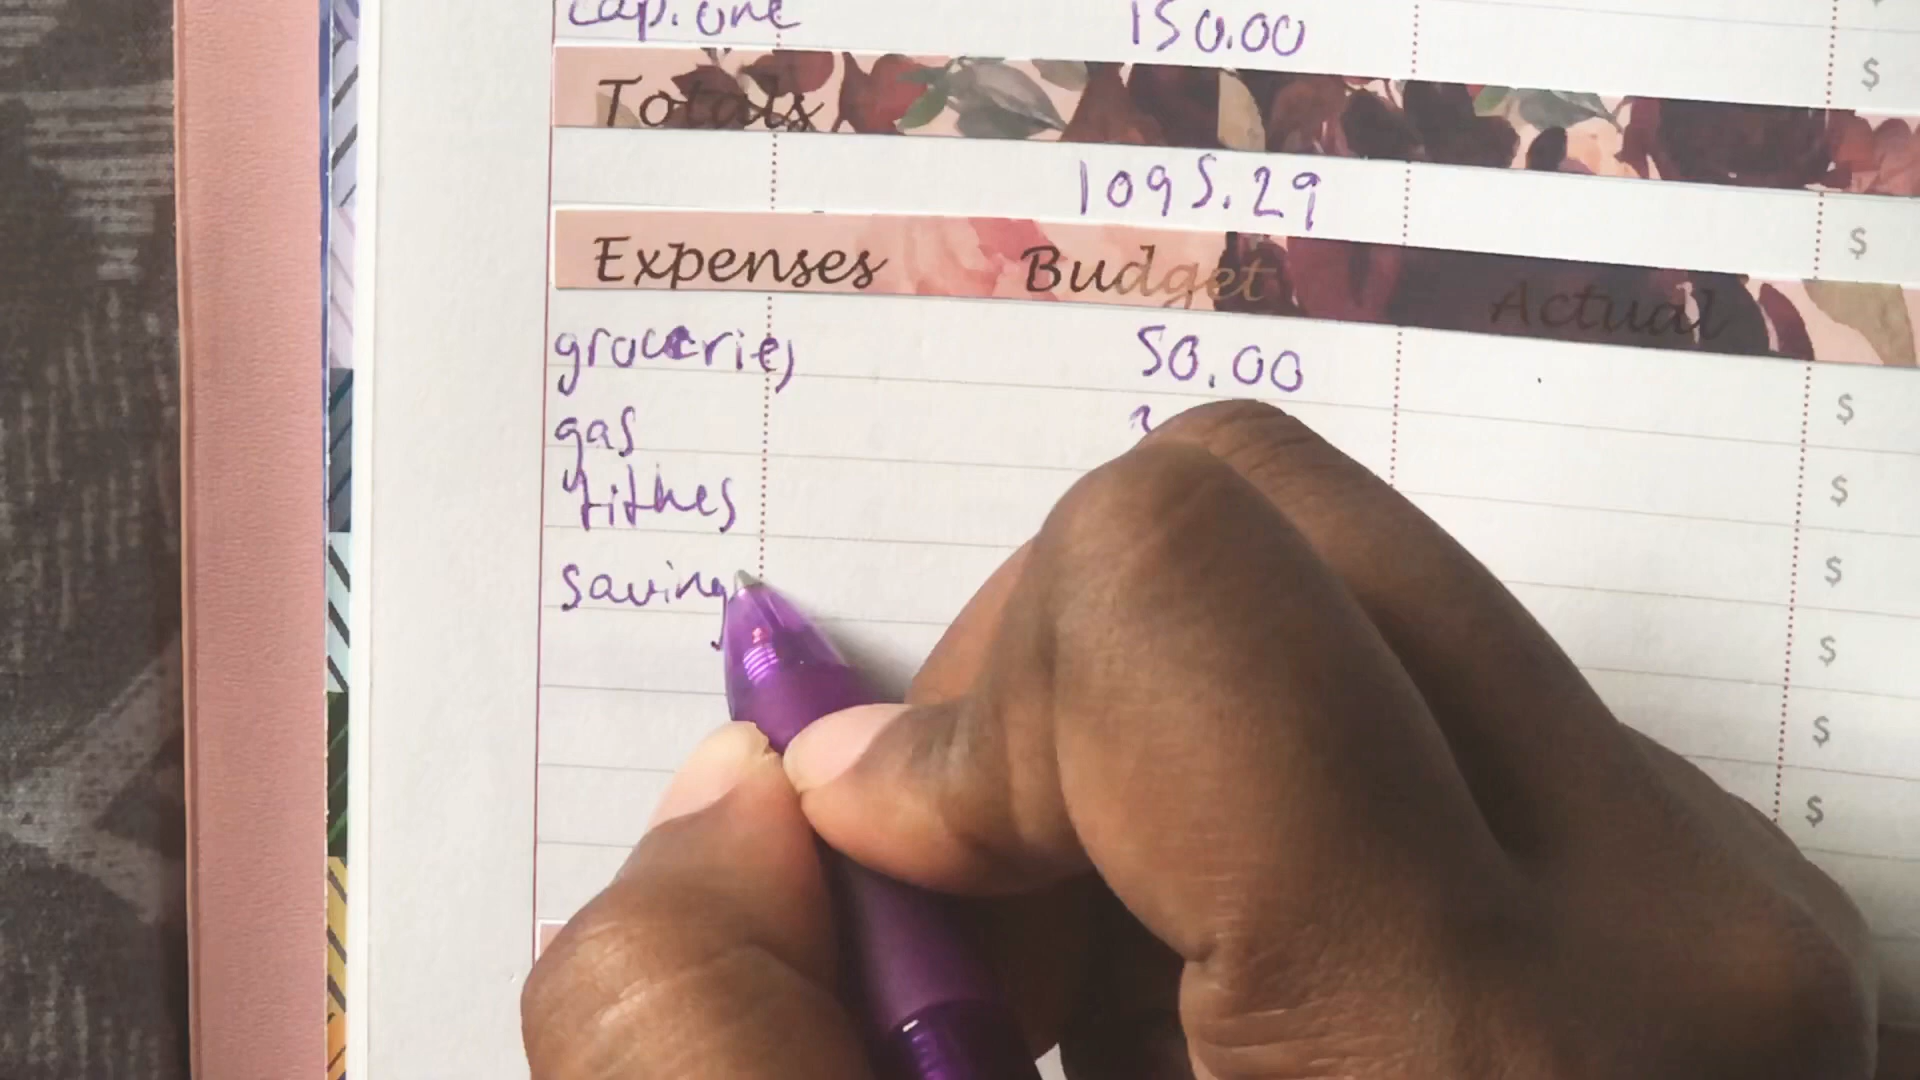 cap. one 150.00
$
Totals
1095.29
$
Expenses Budget Actual
groceries 50.00
$
gas
$
tithes
$
saving
$
$
$